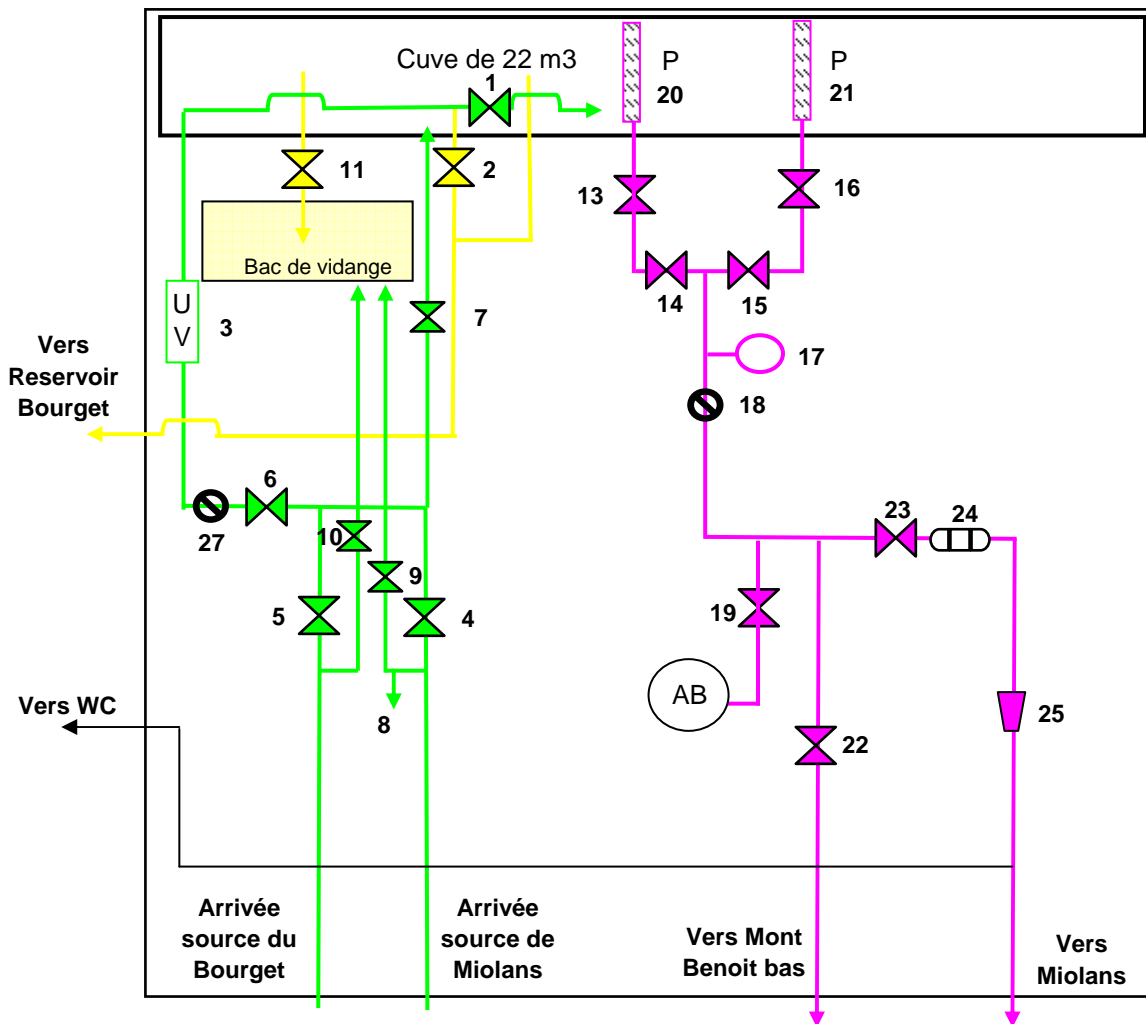 Cuve de 22 m3
1
P
20
P
21
11
2
13
16
Bac de vidange
14
15
U
V
3
7
17
Vers
Reservoir
Bourget
18
6
27
10
9
23
24
5
4
19
AB
Vers WC
8
22
25
Arrivée
source du
Bourget
Arrivée
source de
Miolans
Vers Mont
Benoit bas
Vers
Miolans